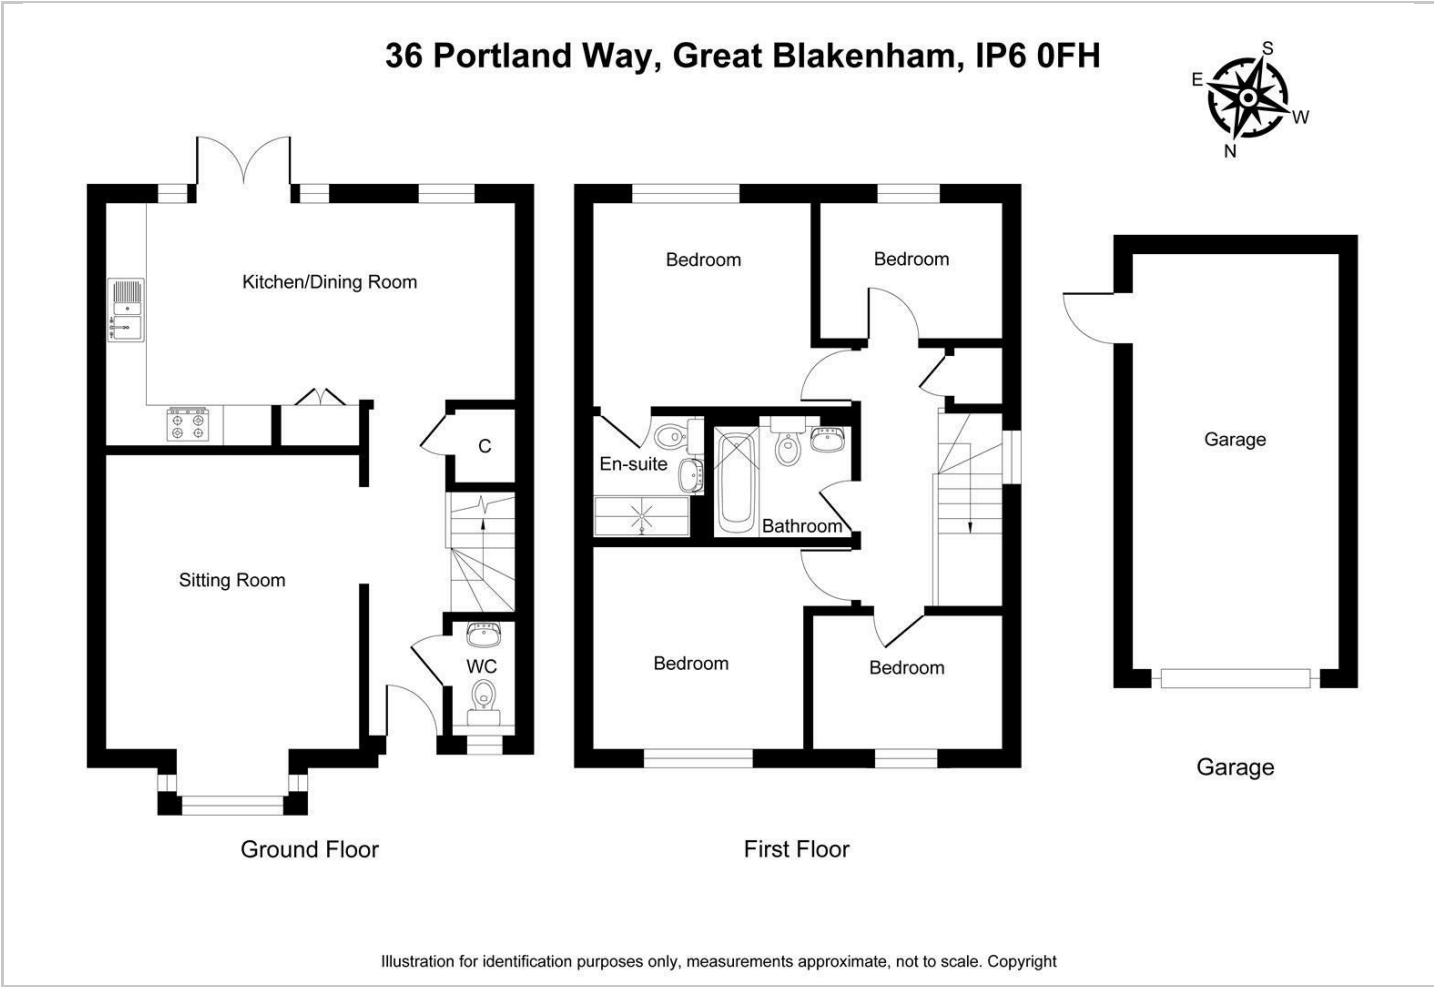 36 Portland Way, Great Blakenham, IP6 0FH
S
E
W
N
Kitchen/Dining Room
C
Sitting Room
WC
Ground Floor
Bedroom
Bedroom
En-suite
Bathroom
Bedroom
Bedroom
First Floor
Garage
Garage
Illustration for identification purposes only, measurements approximate, not to scale. Copyright